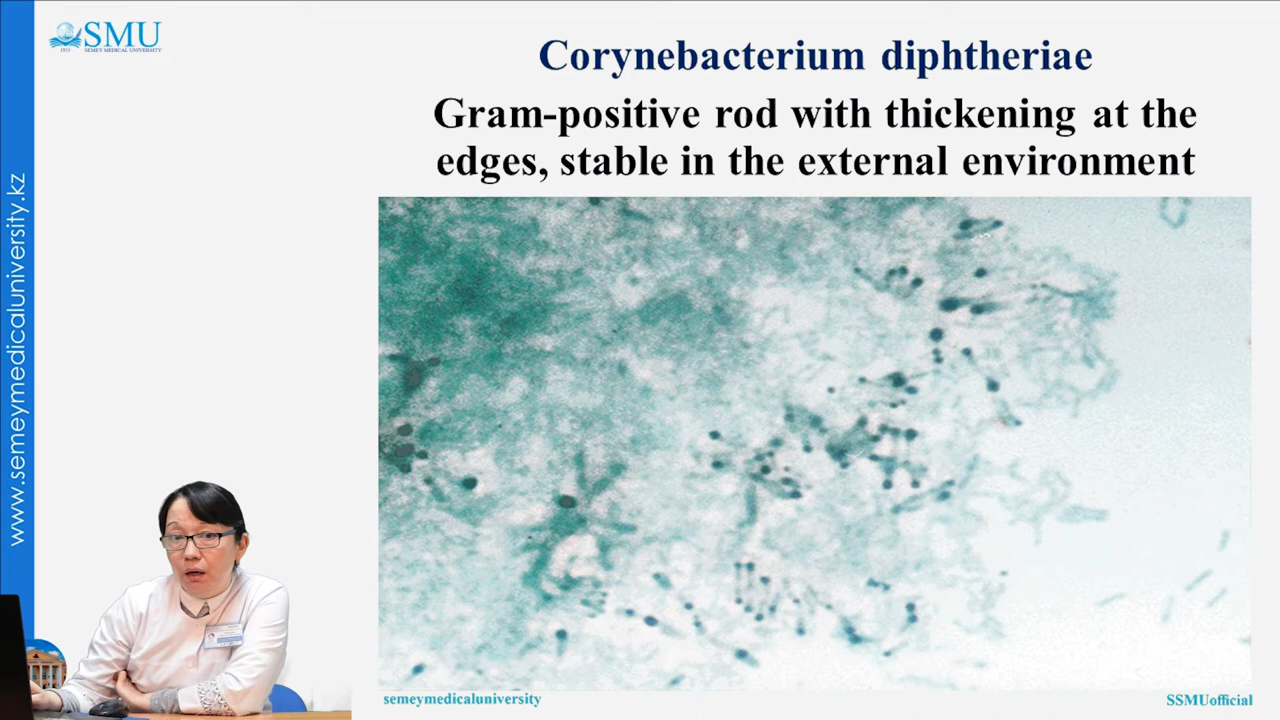 SMU
SEMEY MEDICAL UNIVERSITY
1953
Corynebacterium diphtheriae
Gram-positive rod with thickening at the
edges, stable in the external environment
www.semeymedicaluniversity.kz
semeymedicaluniversity
SSMUofficial